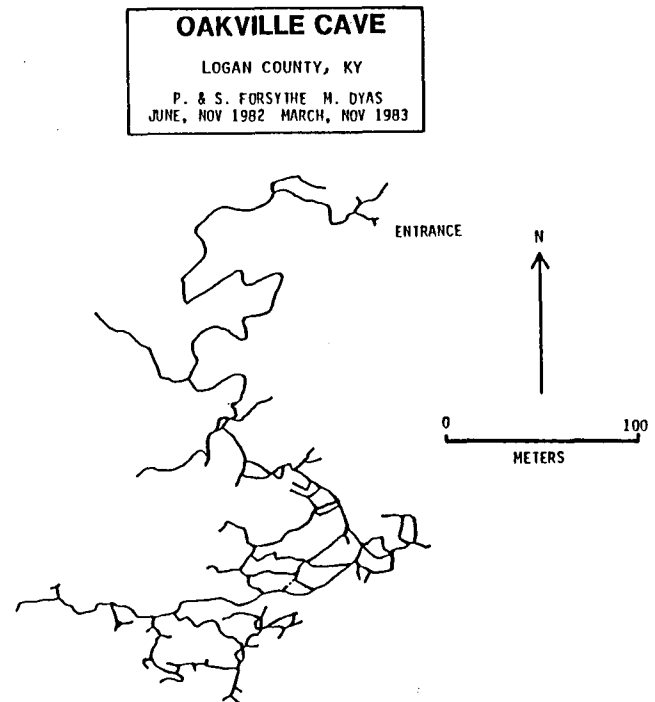 OAKVILLE CAVE
LOGAN COUNTY, KY
P. & S. FORSYTHE M. DYAS
JUNE, NOV 1982 MARCH, NOV 1983
ENTRANCE
N
0 100
METERS